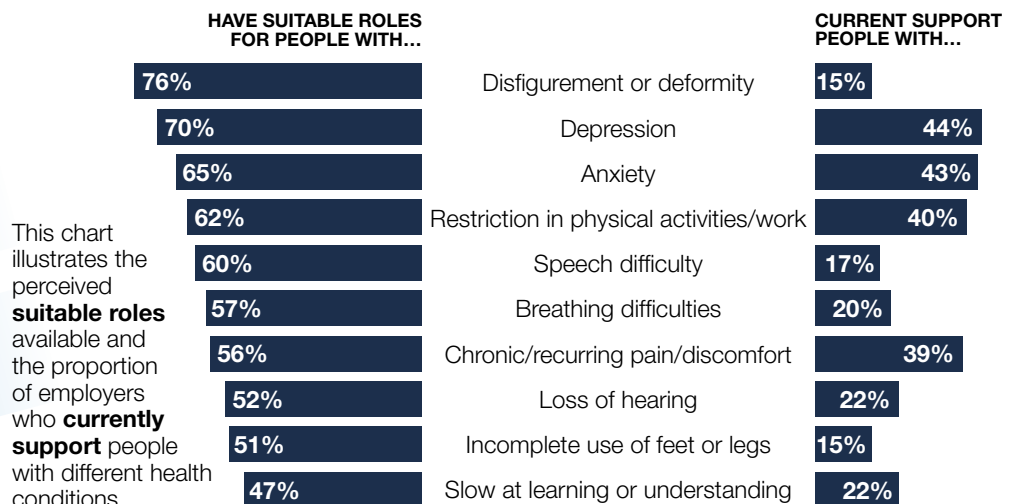 HAVE SUITABLE ROLES
FOR PEOPLE WITH...
CURRENT SUPPORT
PEOPLE WITH...
76% Disfigurement or deformity 15%
70% Depression 44%
65% Anxiety 43%
62% Restriction in physical activities/work 40%
60% Speech difficulty 17%
57% Breathing difficulties 20%
56% Chronic/recurring pain/discomfort 39%
52% Loss of hearing 22%
51% Incomplete use of feet or legs 15%
47% Slow at learning or understanding 22%
This chart
illustrates the
perceived
suitable roles
available and
the proportion
of employers
who currently
support people
with different health
conditions